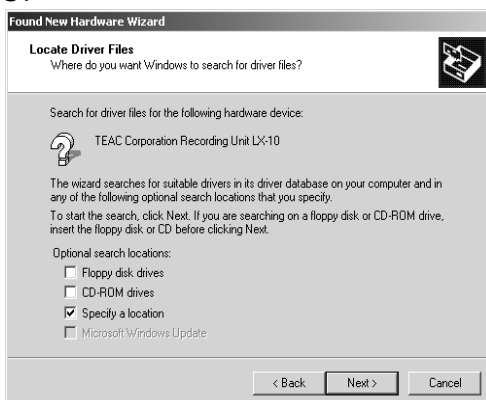 Found New Hardware Wizard
Locate Driver Files
Where do you want Windows to search for driver files?
Search for driver files for the following hardware device:
TEAC Corporation Recording Unit LX-10
The wizard searches for suitable drivers in its driver database on your computer and in
any of the following optional search locations that you specify.
To start the search, click Next. If you are searching on a floppy disk or CD-ROM drive,
insert the floppy disk or CD before clicking Next.
Optional search locations:
Floppy disk drives
CD-ROM drives
Specify a location
Microsoft Windows Update
< Back
Next >
Cancel